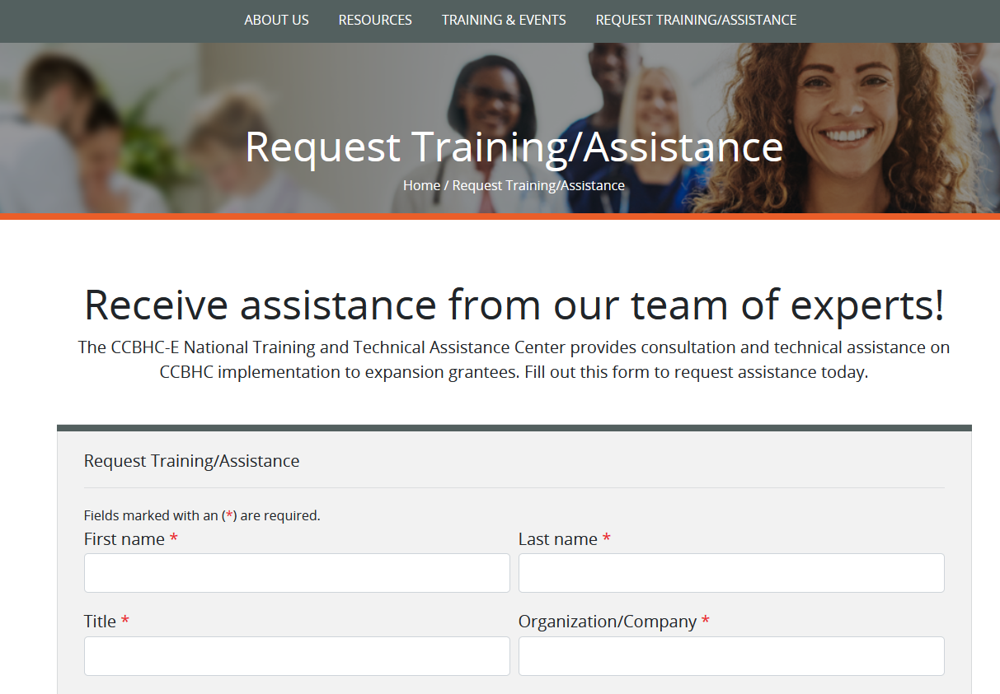 ABOUT US RESOURCES TRAINING & EVENTS REQUEST TRAINING/ASSISTANCE
Request Training/Assistance
Home / Request Training/Assistance
Receive assistance from our team of experts!
The CCBHC-E National Training and Technical Assistance Center provides consultation and technical assistance on
CCBHC implementation to expansion grantees. Fill out this form to request assistance today.
Request Training/Assistance
Fields marked with an (*) are required.
First name * Last name *
Title * Organization/Company *